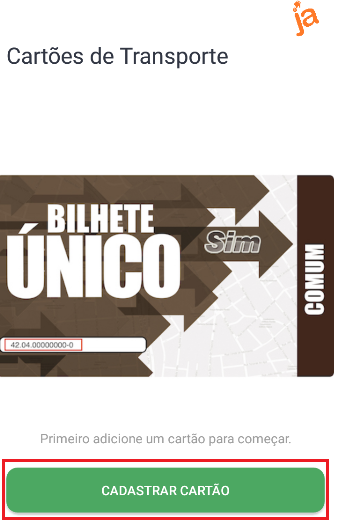 ja
Cartões de Transporte
BILHETE
ÚNICO
Sim
COMUM
42.04.00000000-0
Primeiro adicione um cartão para começar.
CADASTRAR CARTÃO